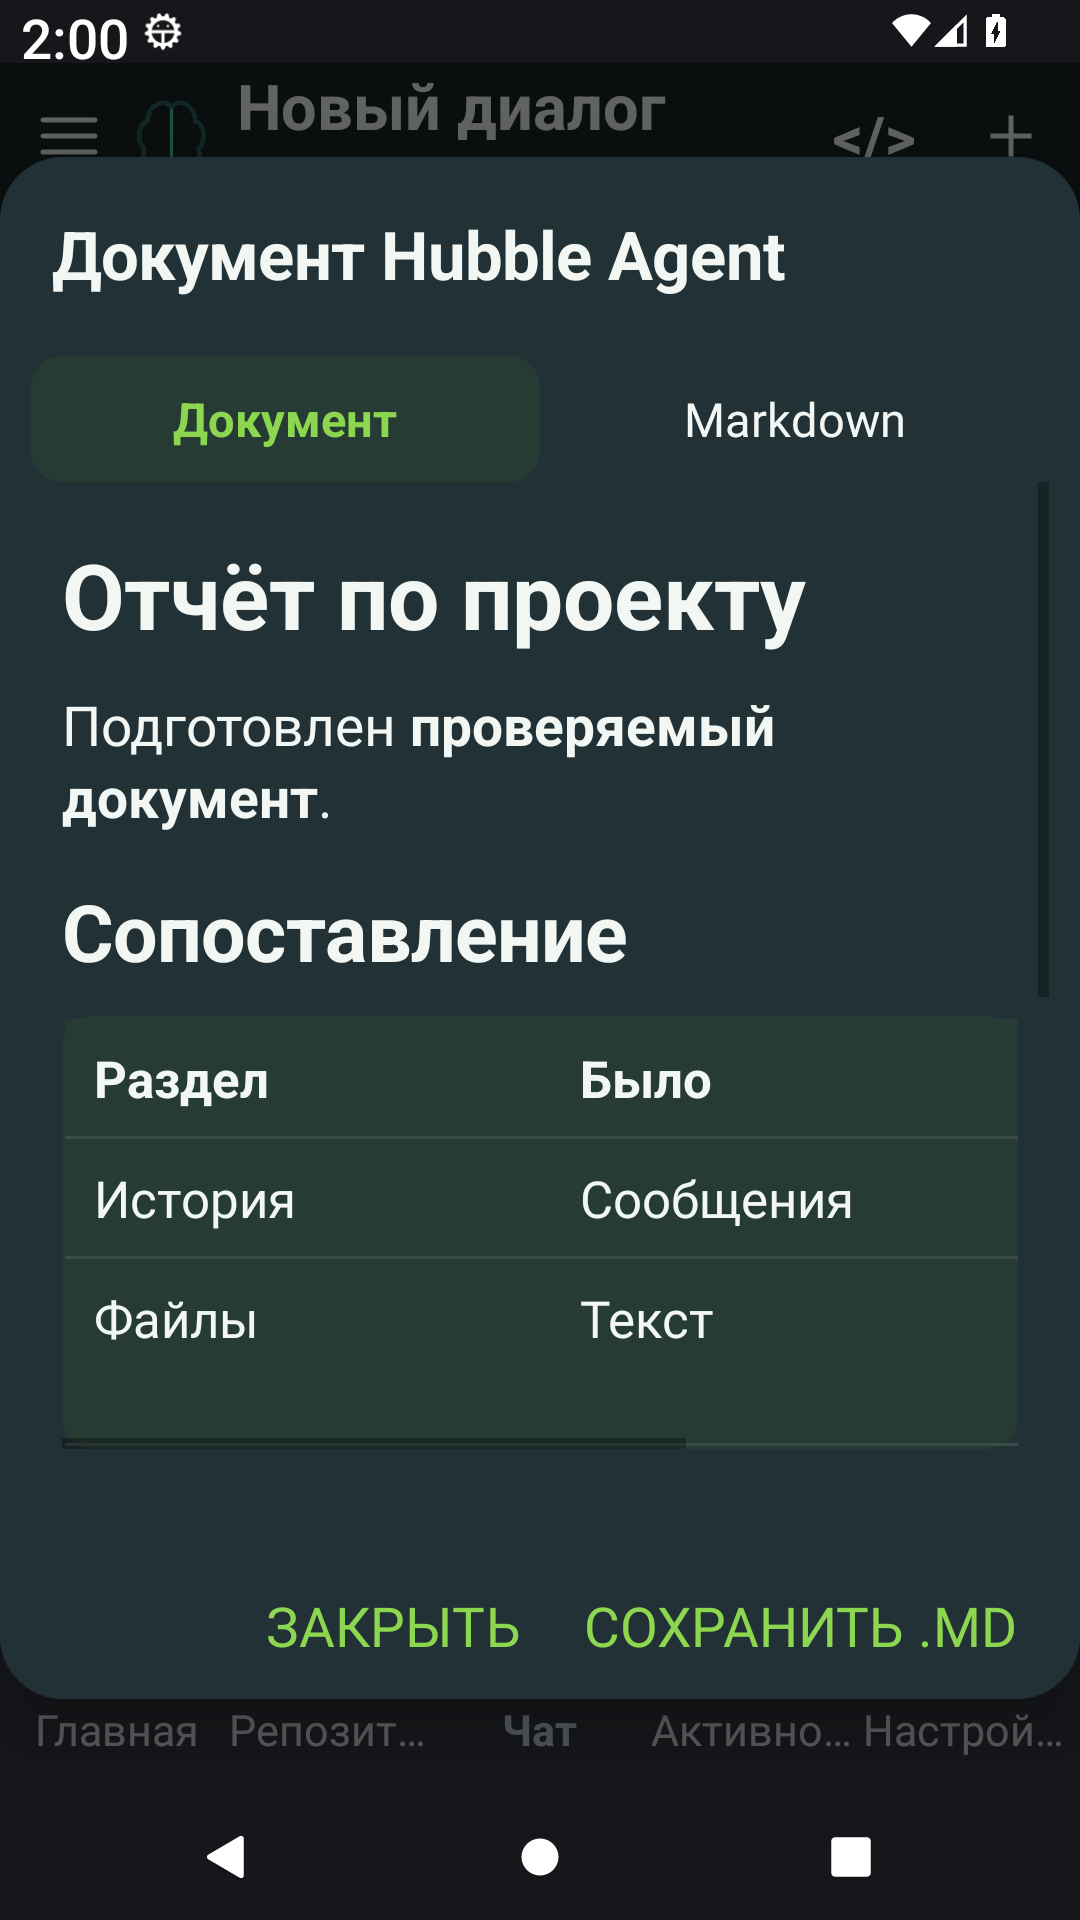 2:00
Новый диалог
</>
Документ Hubble Agent
Документ
Markdown
Отчёт по проекту
Подготовлен проверяемый
документ.
Сопоставление
Раздел Было
История Сообщения
Файлы Текст
ЗАКРЫТЬ СОХРАНИТЬ .MD
Главная Репозит... Чат Активно... Настрой...